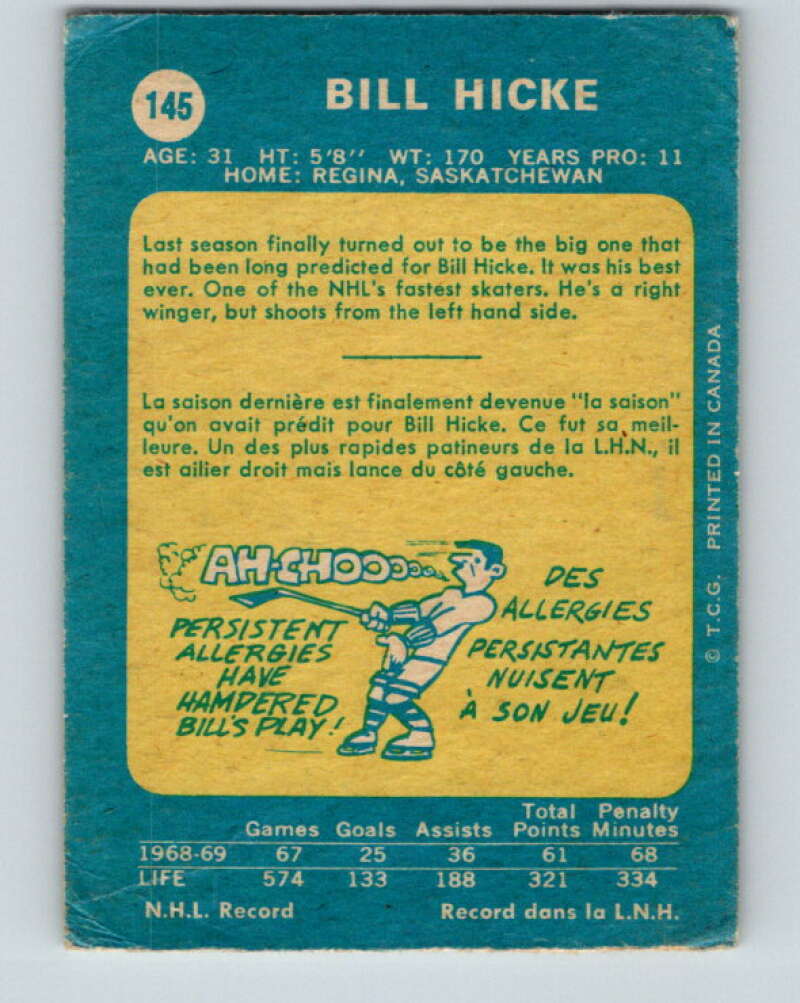 145
BILL HICKE
AGE: 31 HT: 5'8'' WT: 170 YEARS PRO: 11
HOME: REGINA, SASKATCHEWAN
Last season finally turned out to be the big one that
had been long predicted for Bill Hicke. It was his best
ever. One of the NHL's fastest skaters. He's a right
winger, but shoots from the left hand side.
La saison dernière est finalement devenue "la saison"
qu'on avait prédit pour Bill Hicke. Ce fut sa meil-
leure. Un des plus rapides patineurs de la L.H.N., il
est ailier droit mais lance du côté gauche.
AH-CHOOOOOOO
PERSISTENT
ALLERGIES
HAVE
HAMPERED
BILL'S PLAY!
DES
ALLERGIES
PERSISTANTES
NUISENT
À SON JEU!
© T.C.G. PRINTED IN CANADA
Games Goals Assists Total Points Penalty Minutes
1968-69 67 25 36 61 68
LIFE 574 133 188 321 334
N.H.L. Record Record dans la L.N.H.